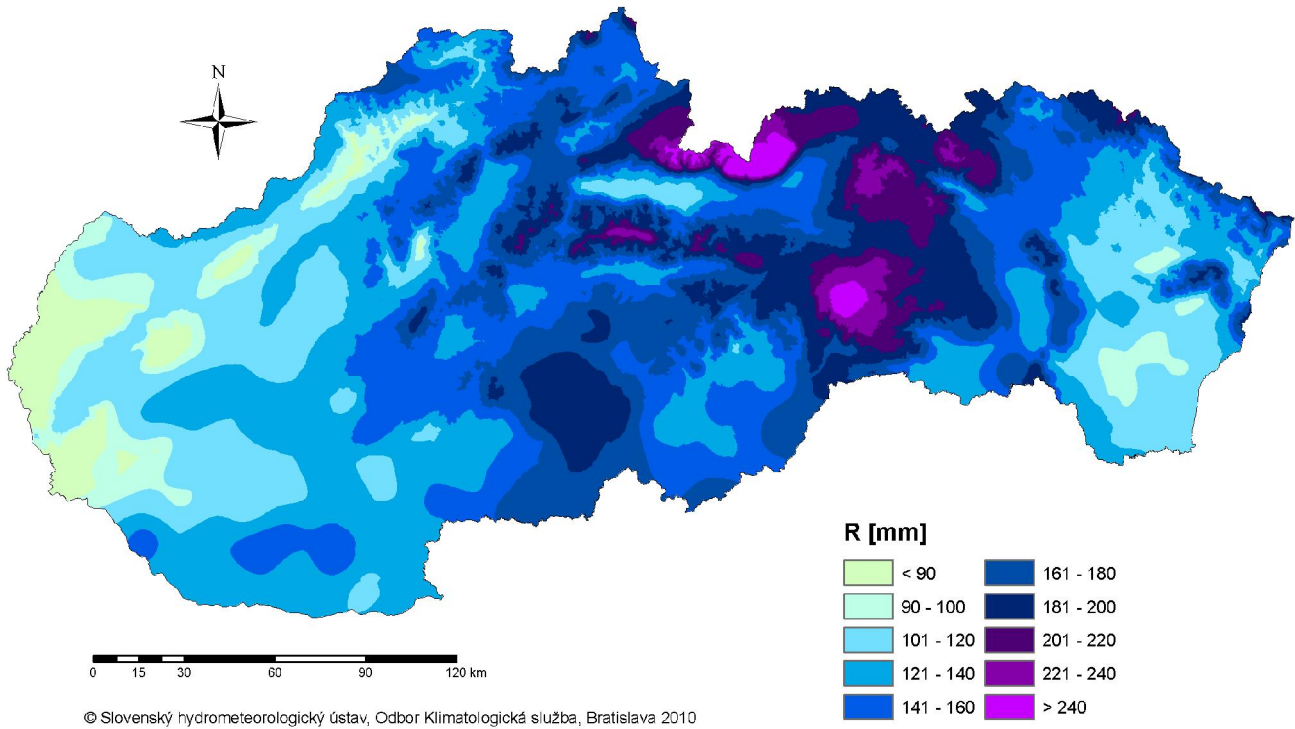 N
R [mm]
< 90
90 - 100
101 - 120
121 - 140
141 - 160
161 - 180
181 - 200
201 - 220
221 - 240
> 240
0 15 30 60 90 120 km
© Slovenský hydrometeorologický ústav, Odbor Klimatologická služba, Bratislava 2010